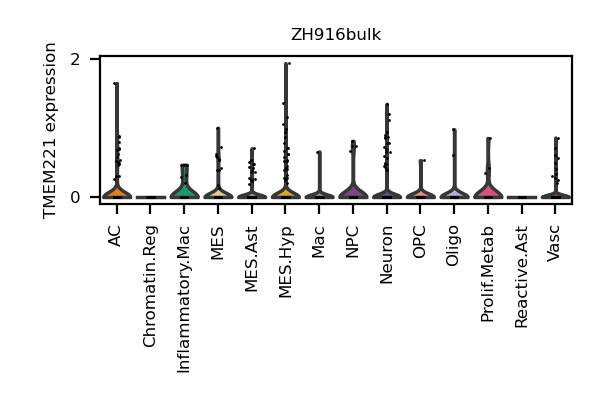 ZH916bulk
TMEM221 expression
2
0
AC
Chromatin.Reg
Inflammatory.Mac
MES
MES.Ast
MES.Hyp
Mac
NPC
Neuron
OPC
Oligo
Prolif.Metab
Reactive.Ast
Vasc